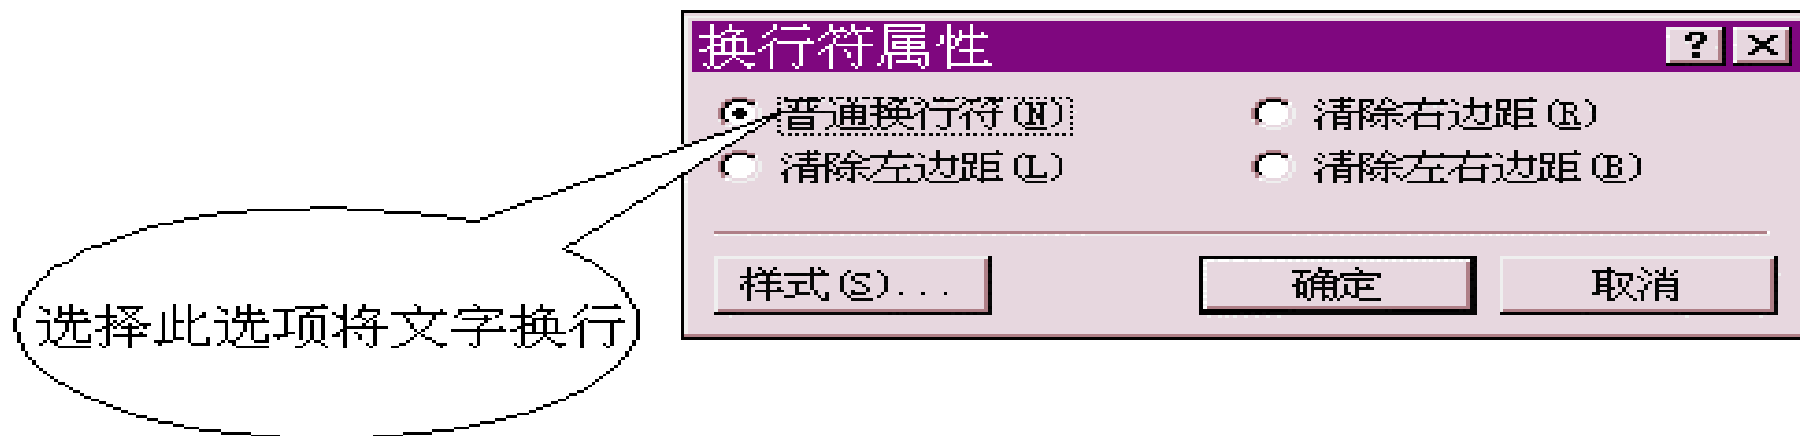 换行符属性
普通换行符(N)
清除右边距(R)
清除左边距(L)
清除左右边距(B)
样式(S)...
确定
取消
选择此选项将文字换行